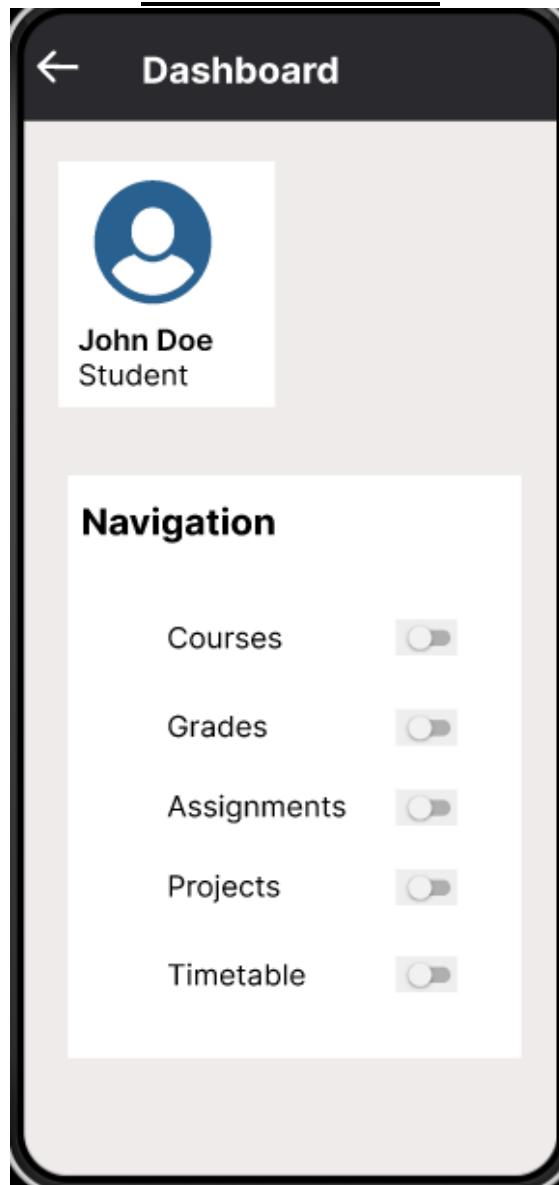 Dashboard
John Doe
Student
Navigation
Courses
Grades
Assignments
Projects
Timetable